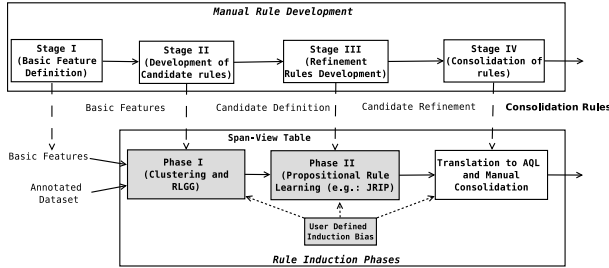 Manual Rule Development
Stage I
(Basic Feature
Definition)
Stage II
(Development of
Candidate rules)
Stage III
(Refinement
Rules Development)
Stage IV
(Consolidation of
rules)
Basic Features
Candidate Definition
Candidate Refinement
Consolidation Rules
Span-View Table
Basic Features
Annotated
Dataset
Phase I
(Clustering and
RLGG)
Phase II
(Propositional Rule
Learning (e.g.: JRIP)
Translation to AQL
and Manual
Consolidation
User Defined
Induction Bias
Rule Induction Phases